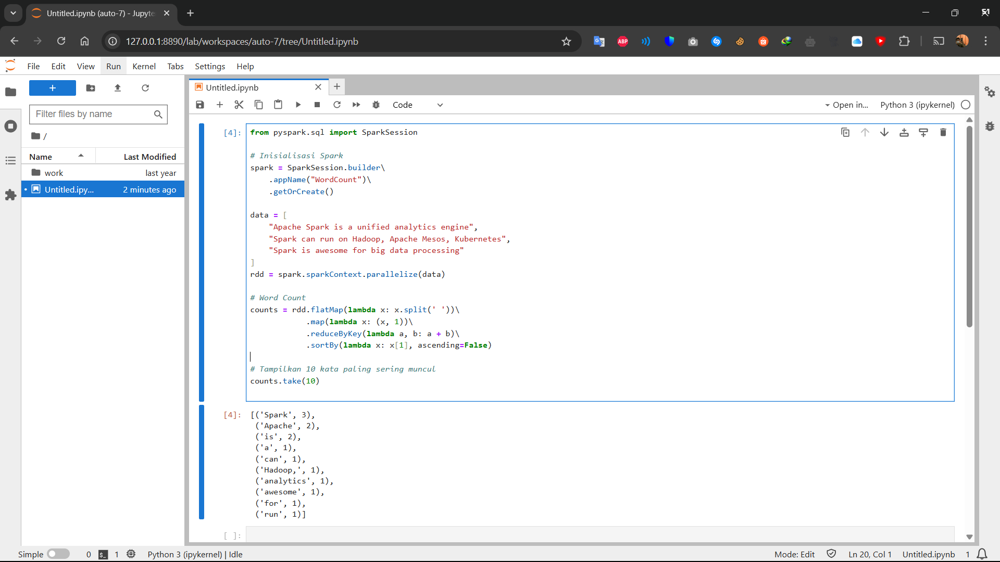 Untitled.ipynb (auto-7) - Jupyte
127.0.0.1:8890/lab/workspaces/auto-7/tree/Untitled.ipynb
ABP
File Edit View Run Kernel Tabs Settings Help
Untitled.ipynb
Code
Open in...
Python 3 (ipykernel)
Filter files by name
/
Name Last Modified
work last year
Untitled.ipy... 2 minutes ago
[4]:
from pyspark.sql import SparkSession

# Inisialisasi Spark
spark = SparkSession.builder\
    .appName("WordCount")\
    .getOrCreate()

data = [
    "Apache Spark is a unified analytics engine",
    "Spark can run on Hadoop, Apache Mesos, Kubernetes",
    "Spark is awesome for big data processing"
]
rdd = spark.sparkContext.parallelize(data)

# Word Count
counts = rdd.flatMap(lambda x: x.split(' '))\
            .map(lambda x: (x, 1))\
            .reduceByKey(lambda a, b: a + b)\
            .sortBy(lambda x: x[1], ascending=False)

# Tampilkan 10 kata paling sering muncul
counts.take(10)
[4]: [('Spark', 3),
 ('Apache', 2),
 ('is', 2),
 ('a', 1),
 ('can', 1),
 ('Hadoop,', 1),
 ('analytics', 1),
 ('awesome', 1),
 ('for', 1),
 ('run', 1)]
[ ]:
Simple 0 $_ 1 Python 3 (ipykernel) | Idle
Mode: Edit Ln 20, Col 1 Untitled.ipynb 1